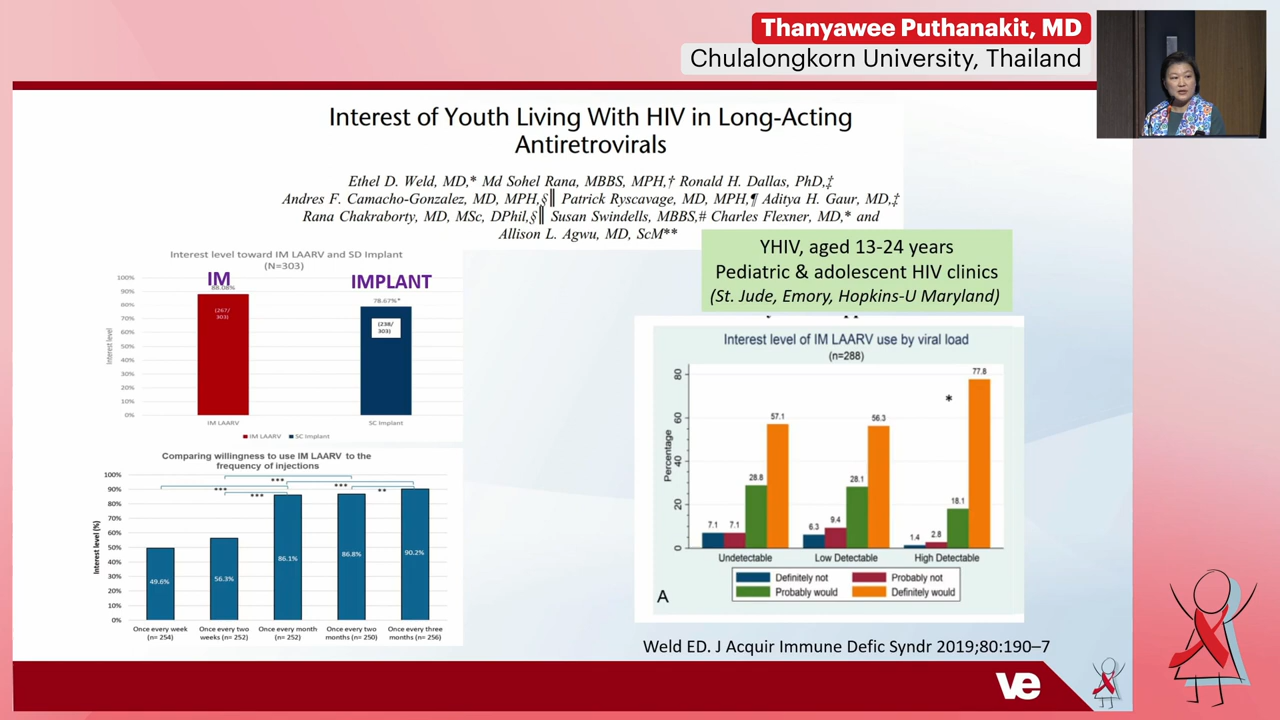 Thanyawee Puthanakit, MD
Chulalongkorn University, Thailand
Interest of Youth Living With HIV in Long-Acting
Antiretrovirals
Ethel D. Weld, MD,* Md Sohel Rana, MBBS, MPH,† Ronald H. Dallas, PhD,‡
Andres F. Camacho-Gonzalez, MD, MPH,§║ Patrick Ryscavage, MD, MPH,¶ Aditya H. Gaur, MD,‡
Rana Chakraborty, MD, MSc, DPhil,§║ Susan Swindells, MBBS,# Charles Flexner, MD,* and
Allison L. Agwu, MD, ScM**
YHIV, aged 13-24 years
Pediatric & adolescent HIV clinics
(St. Jude, Emory, Hopkins-U Maryland)
Interest level toward IM LAARV and SD Implant
(N=303)
IM
IMPLANT
88.08%
78.67%*
(267/
303)
(238/
303)
Interest level
100%
90%
80%
70%
60%
50%
40%
30%
20%
10%
0%
IM LAARV
SC Implant
IM LAARV
SC Implant
Comparing willingness to use IM LAARV to the
frequency of injections
Interest level (%)
100%
90%
80%
70%
60%
50%
40%
30%
20%
10%
0%
***
***
***
***
**
49.6%
56.3%
86.1%
86.8%
90.2%
Once every week
(n= 254)
Once every two
weeks (n= 252)
Once every month
(n= 252)
Once every two
months (n= 250)
Once every three
months (n= 256)
Interest level of IM LAARV use by viral load
(n=288)
Percentage
80
60
40
20
0
7.1
7.1
28.8
57.1
6.3
9.4
28.1
56.3
1.4
2.8
18.1
77.8
*
Undetectable
Low Detectable
High Detectable
Definitely not
Probably not
Probably would
Definitely would
A
Weld ED. J Acquir Immune Defic Syndr 2019;80:190–7
ve